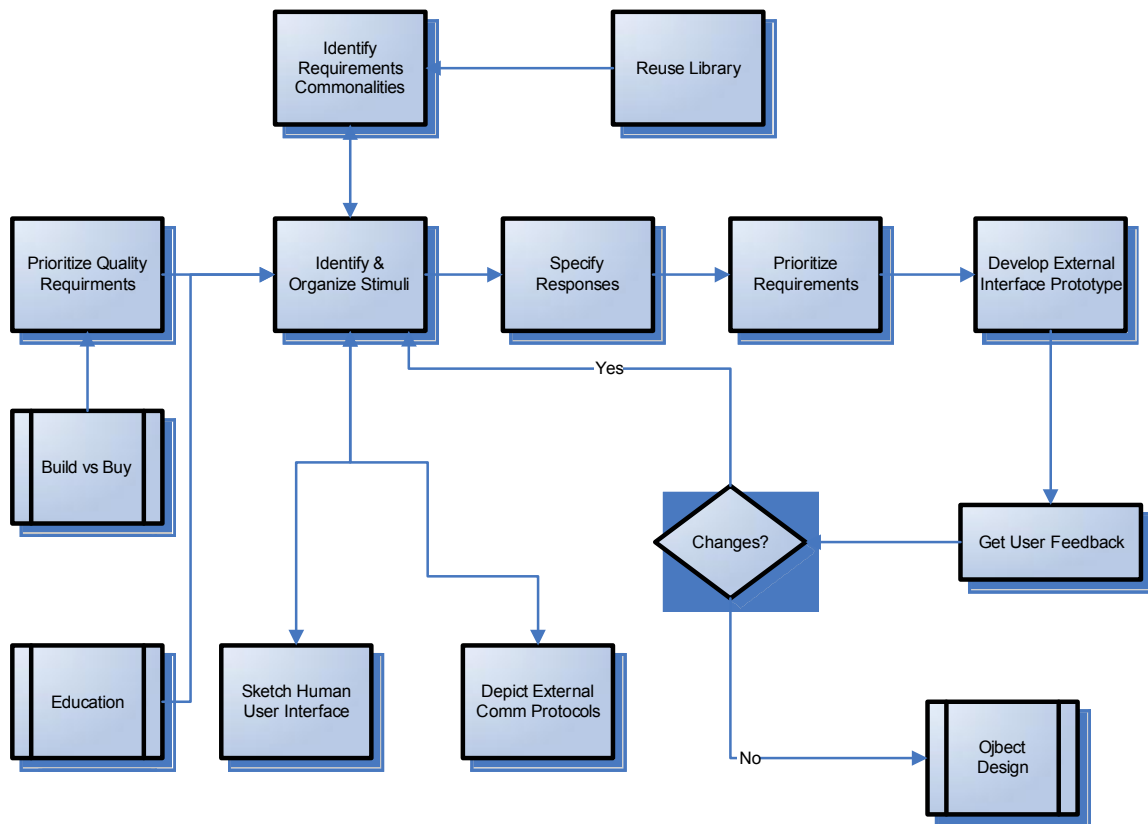 Identify
Requirements
Commonalities
Reuse Library
Prioritize Quality
Requirments
Identify &
Organize Stimuli
Specify
Responses
Prioritize
Requirements
Develop External
Interface Prototype
Yes
Build vs Buy
Changes?
Get User Feedback
Education
Sketch Human
User Interface
Depict External
Comm Protocols
No
Ojbect
Design